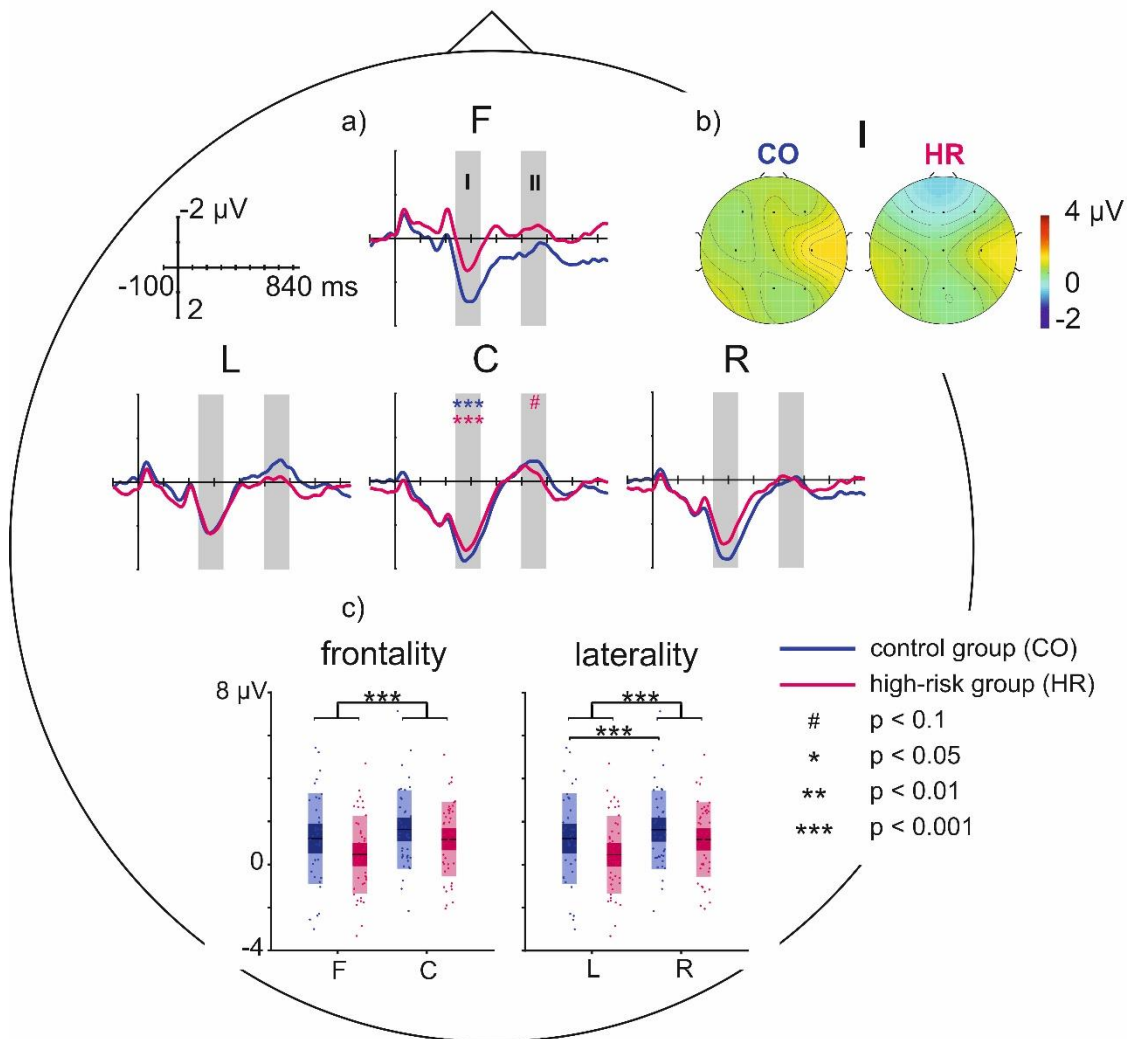 a)
F
b)
I
CO
HR
I
II
-2 µV
-100
840 ms
2
4 µV
0
-2
L
C
R
***
***
#
c)
frontality
laterality
8 µV
0
-4
***
***
***
F
C
L
R
control group (CO)
high-risk group (HR)
# p < 0.1
* p < 0.05
** p < 0.01
*** p < 0.001